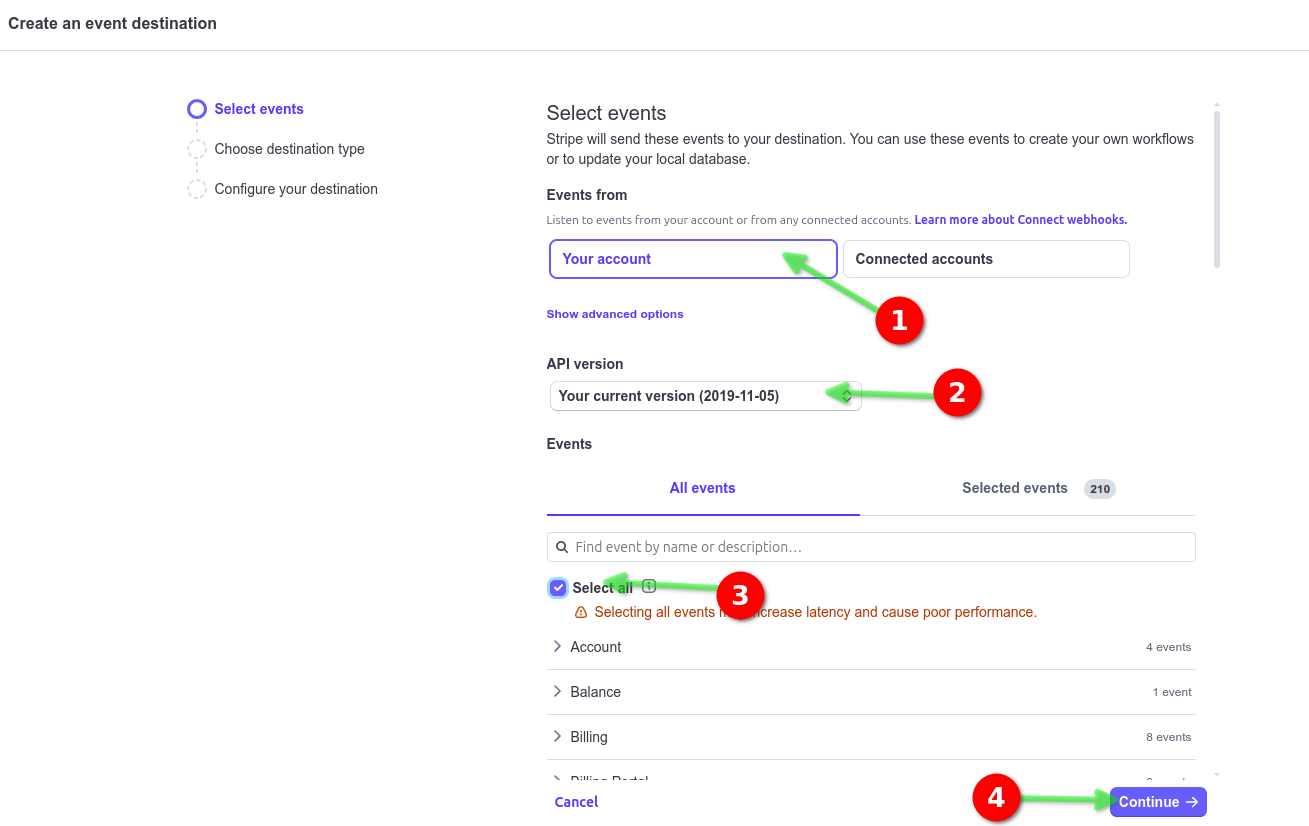 Create an event destination
Select events
Choose destination type
Configure your destination
Select events
Stripe will send these events to your destination. You can use these events to create your own workflows
or to update your local database.
Events from
Listen to events from your account or from any connected accounts. Learn more about Connect webhooks.
Your account
Connected accounts
1
Show advanced options
API version
Your current version (2019-11-05)
2
Events
All events
Selected events 210
Find event by name or description…
Select all
3
Selecting all events increase latency and cause poor performance.
Account 4 events
Balance 1 event
Billing 8 events
Billing Portal
Cancel
4
Continue